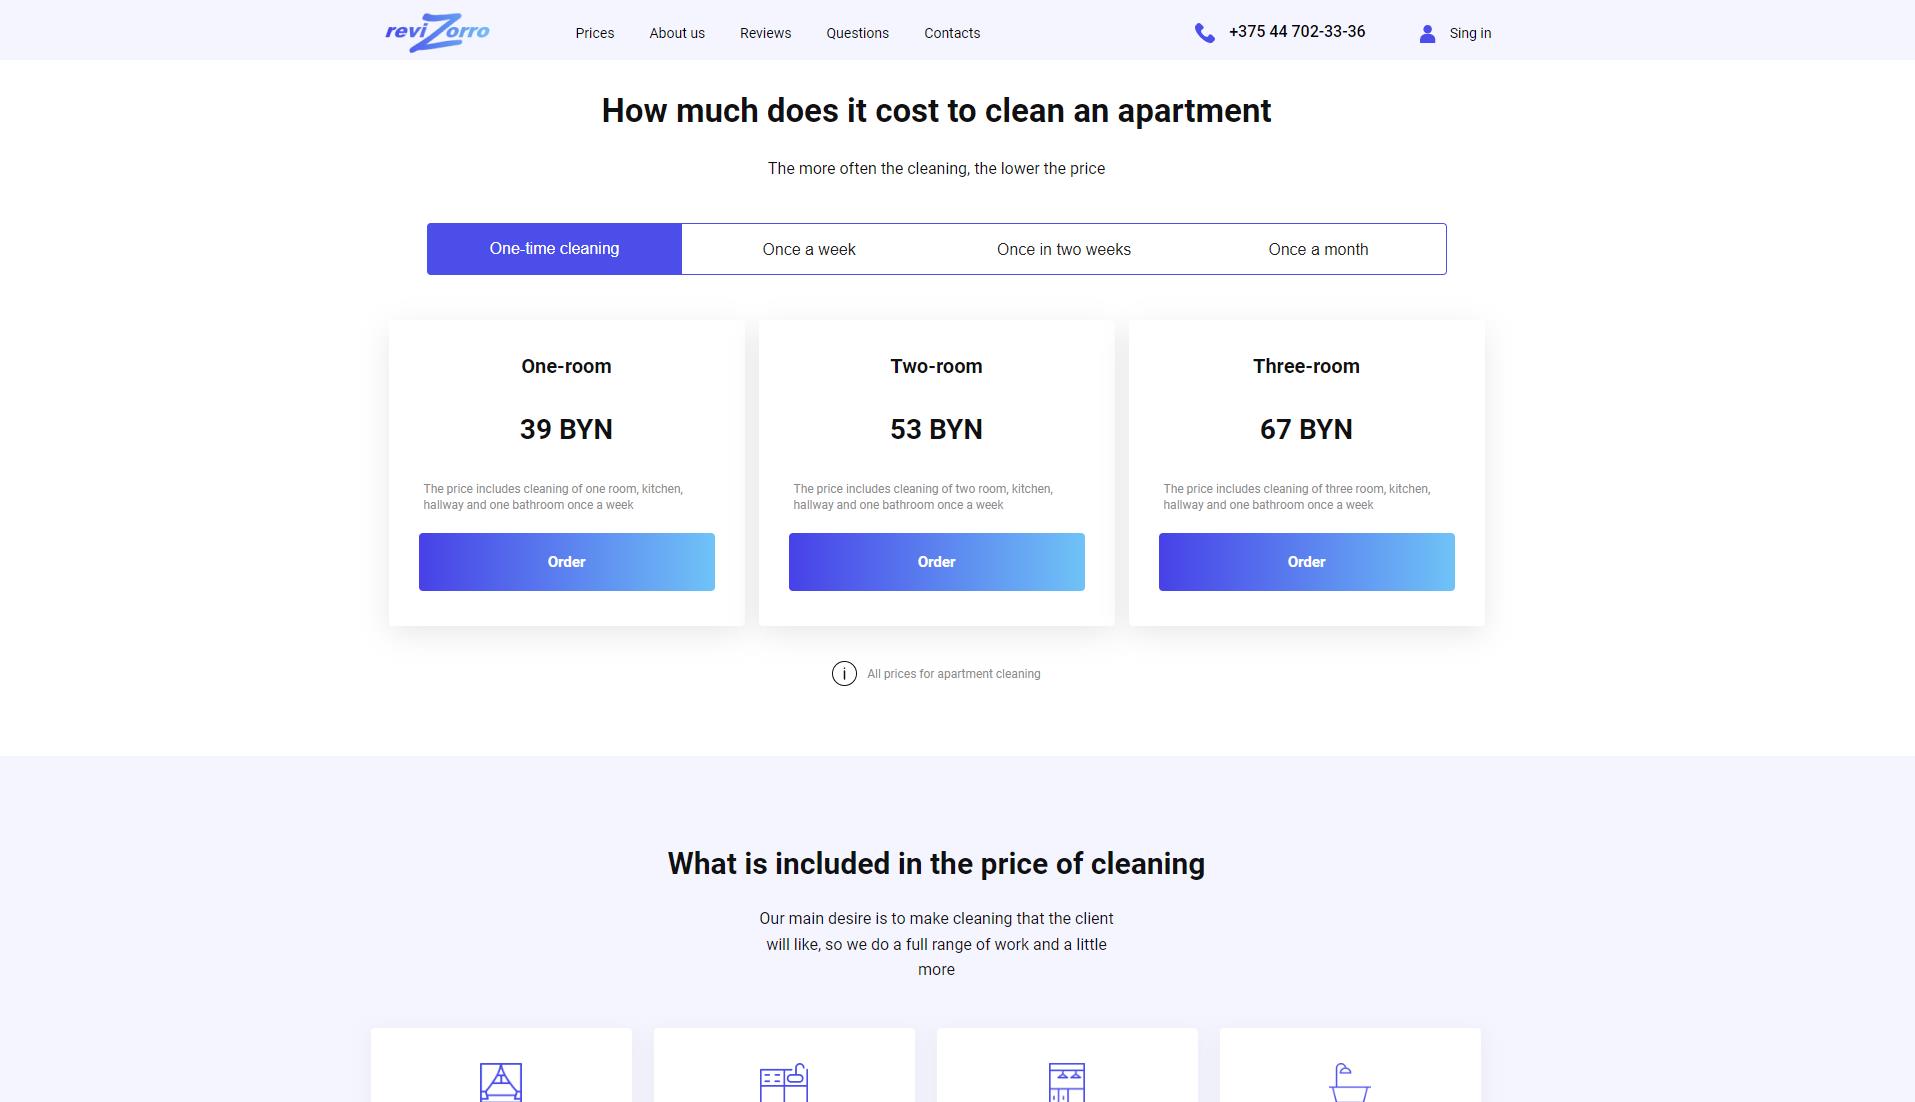 reviZorro
Prices
About us
Reviews
Questions
Contacts
+375 44 702-33-36
Sing in
How much does it cost to clean an apartment
The more often the cleaning, the lower the price
One-time cleaning
Once a week
Once in two weeks
Once a month
One-room
39 BYN
The price includes cleaning of one room, kitchen,
hallway and one bathroom once a week
Order
Two-room
53 BYN
The price includes cleaning of two room, kitchen,
hallway and one bathroom once a week
Order
Three-room
67 BYN
The price includes cleaning of three room, kitchen,
hallway and one bathroom once a week
Order
i
All prices for apartment cleaning
What is included in the price of cleaning
Our main desire is to make cleaning that the client
will like, so we do a full range of work and a little
more